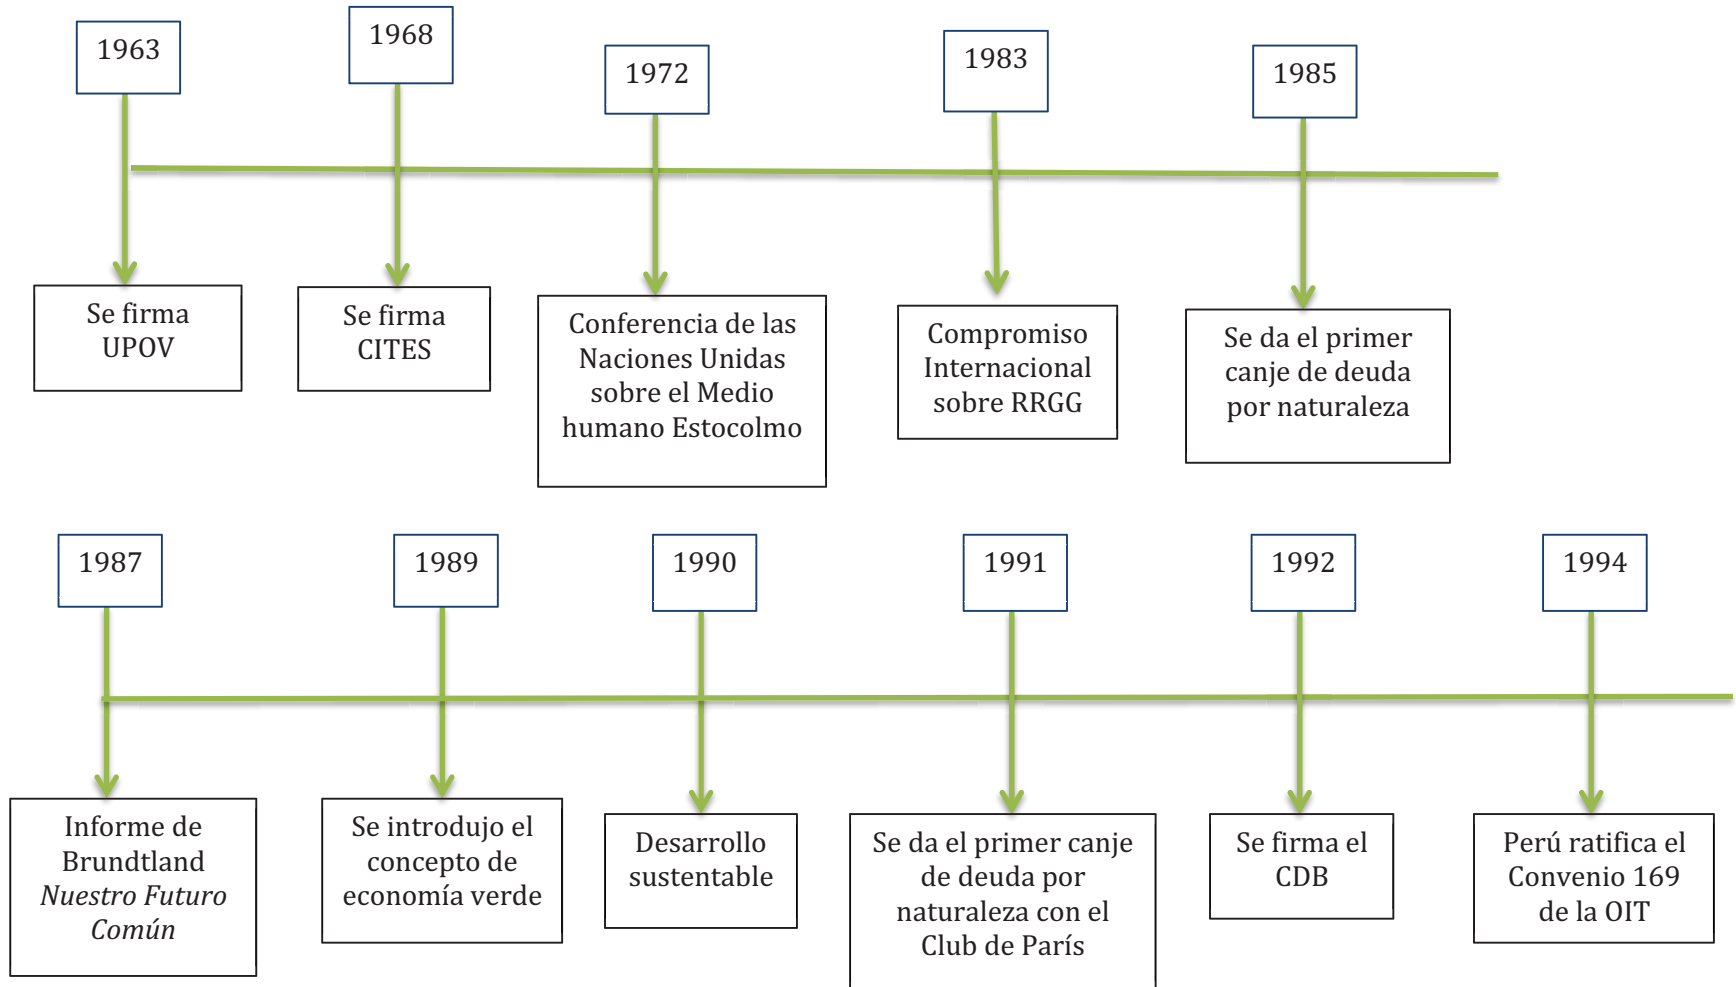 1963
1968
1972
1983
1985
Se firma
UPOV
Se firma
CITES
Conferencia de las
Naciones Unidas
sobre el Medio
humano Estocolmo
Compromiso
Internacional
sobre RRGG
Se da el primer
canje de deuda
por naturaleza
1987
1989
1990
1991
1992
1994
Informe de
Brundtland
Nuestro Futuro
Común
Se introdujo el
concepto de
economía verde
Desarrollo
sustentable
Se da el primer canje
de deuda por
naturaleza con el
Club de París
Se firma el
CDB
Perú ratifica el
Convenio 169
de la OIT